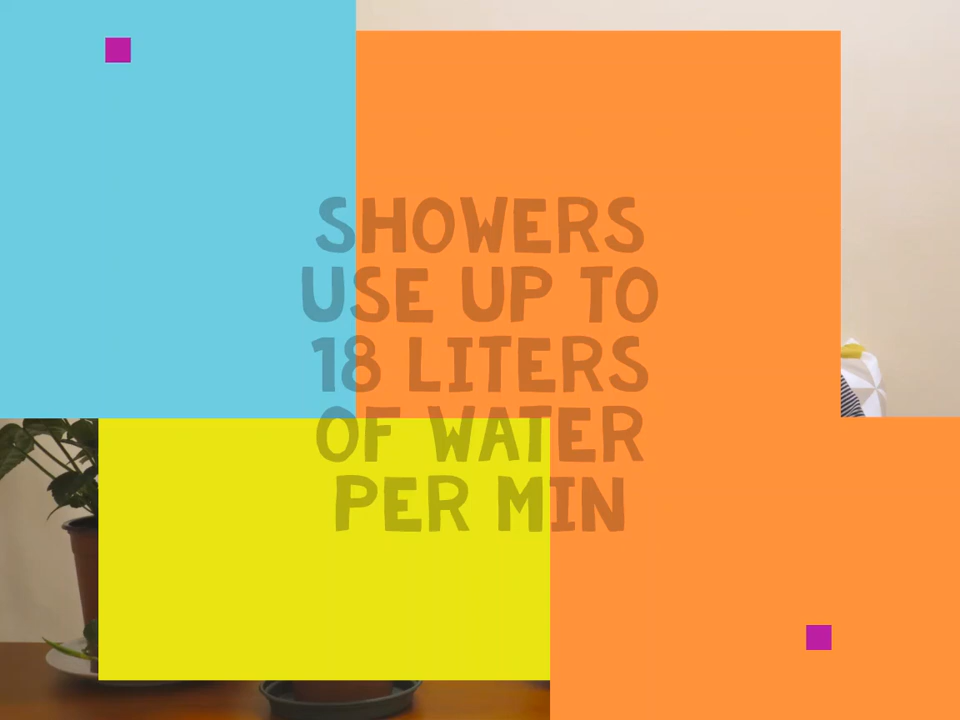 SHOWERS
USE UP TO
18 LITERS
OF WATER
PER MIN